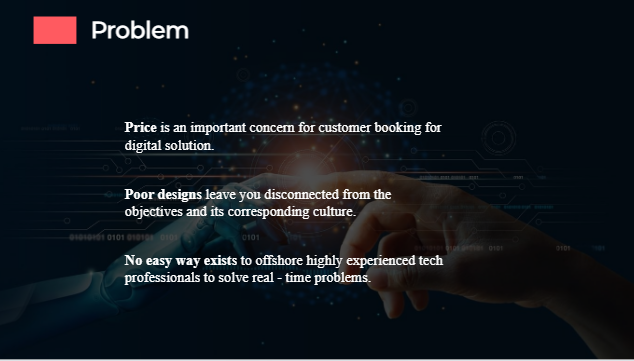 Problem
Price is an important concern for customer booking for
digital solution.
Poor designs leave you disconnected from the
objectives and its corresponding culture.
No easy way exists to offshore highly experienced tech
professionals to solve real - time problems.
0101
0101